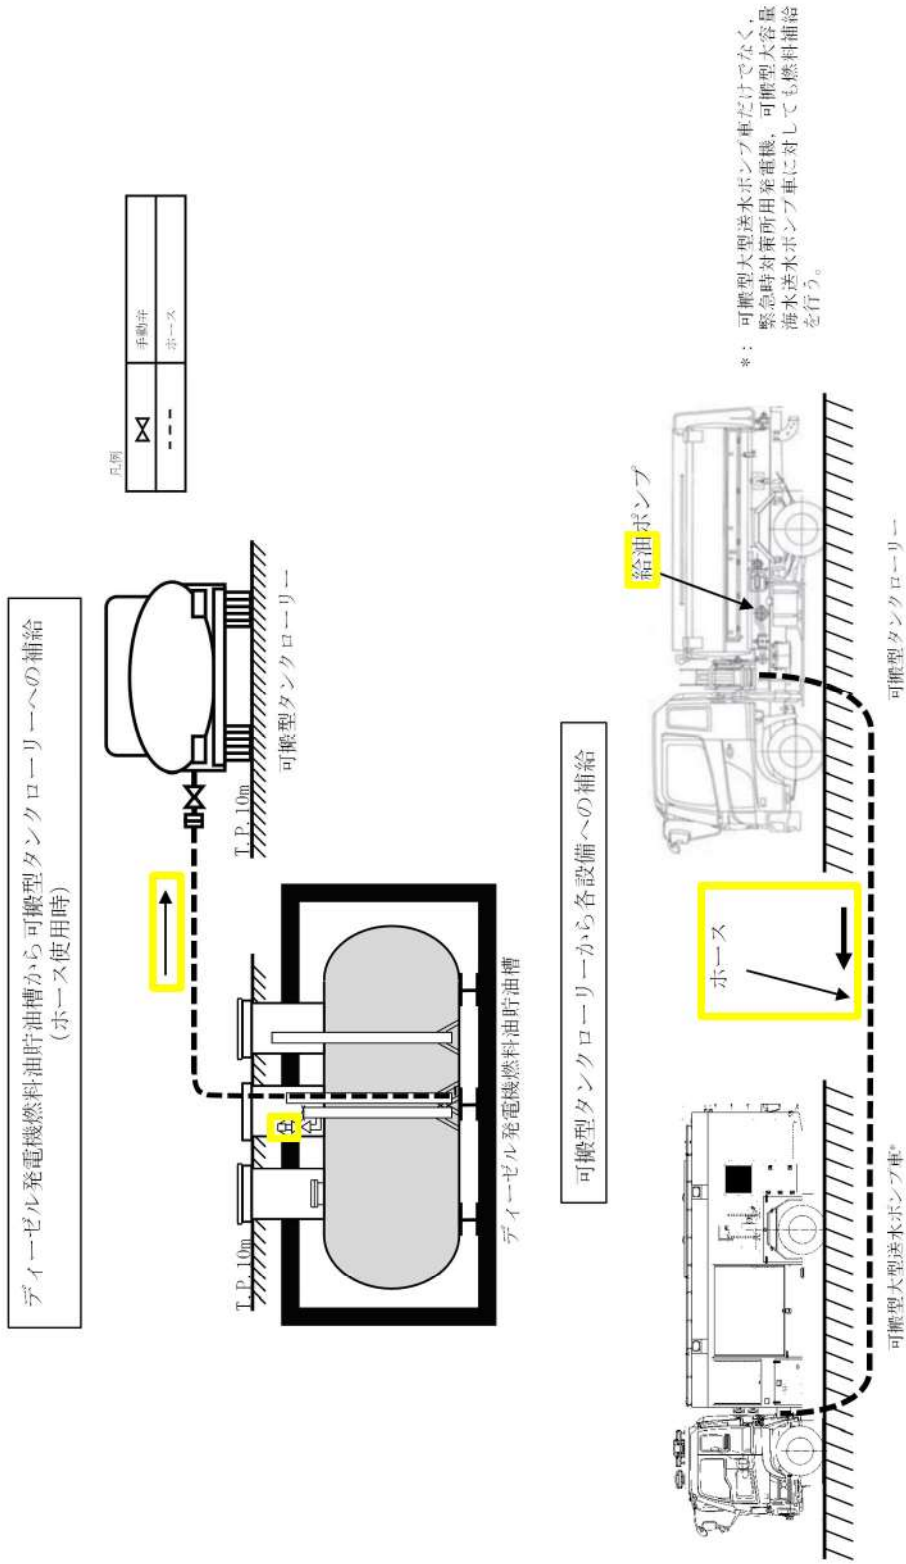 ディーゼル発電機燃料油貯油槽から可搬型タンクローリーへの補給
(ホース使用時)
凡例
手動弁
ホース
T.P. 10m
T.P. 10m
可搬型タンクローリー
ディーゼル発電機燃料油貯油槽
可搬型タンクローリーから各設備への補給
給油ポンプ
ホース
可搬型大型送水ポンプ車*
可搬型タンクローリー
*： 可搬型大型送水ポンプ車だけでなく，
緊急時対策所用発電機，可搬型大容量
海水送水ポンプ車に対しても燃料補給
を行う。